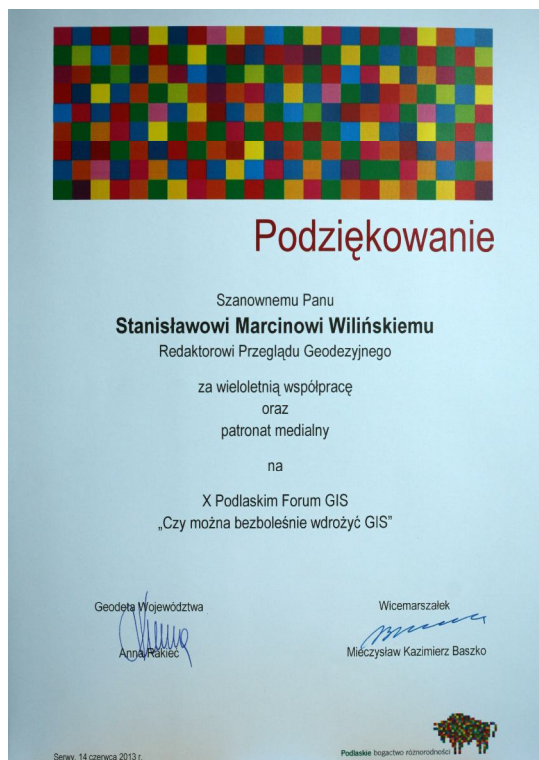 Podziękowanie
Szanownemu Panu
Stanisławowi Marcinowi Wilińskiemu
Redaktorowi Przeglądu Geodezyjnego
za wieloletnią współpracę
oraz
patronat medialny
na
X Podlaskim Forum GIS
„Czy można bezboleśnie wdrożyć GIS”
Geodeta Województwa
Anna Rakieć
Wicemarszałek
Mieczysław Kazimierz Baszko
Podlaskie bogactwo różnorodności
Serwy, 14 czerwca 2013 r.